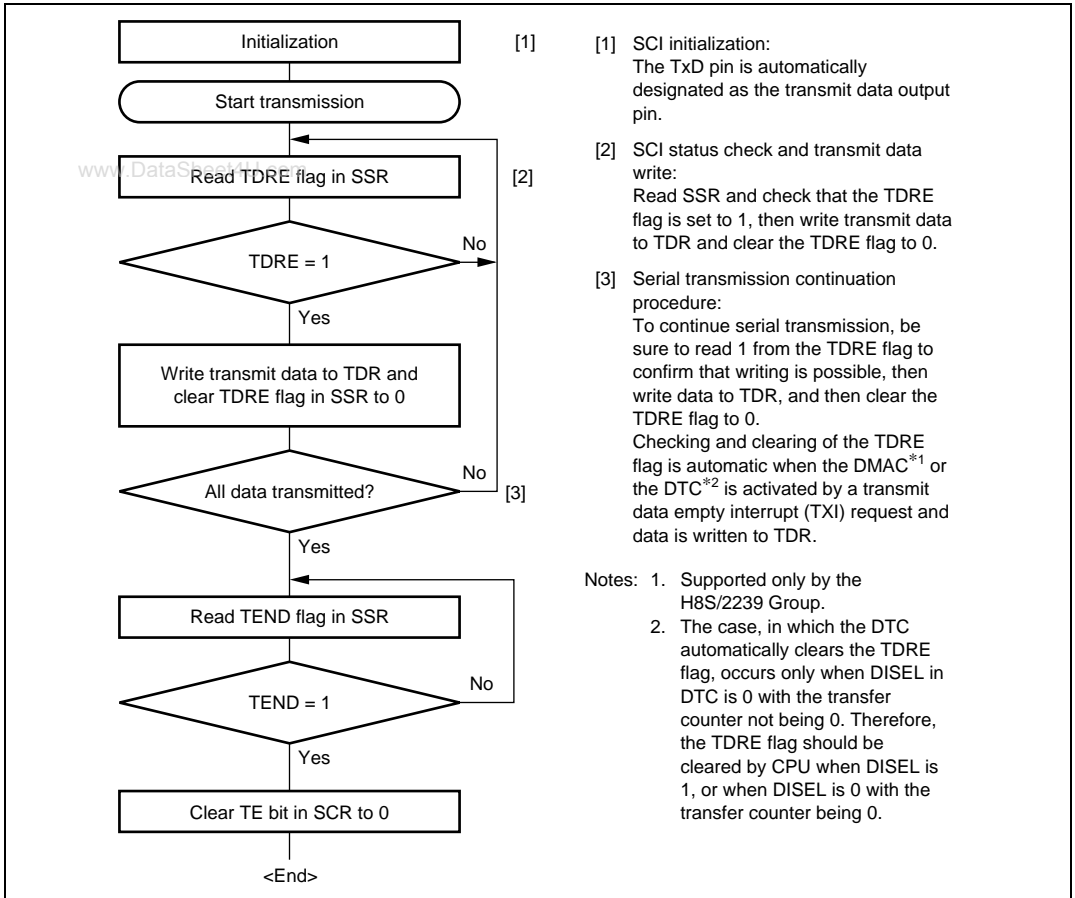 Initialization
[1]
Start transmission
www.DataSheet4U.com
Read TDRE flag in SSR
[2]
No
TDRE = 1
Yes
Write transmit data to TDR and
clear TDRE flag in SSR to 0
No
All data transmitted?
[3]
Yes
Read TEND flag in SSR
No
TEND = 1
Yes
Clear TE bit in SCR to 0
<End>
[1] SCI initialization:
The TxD pin is automatically
designated as the transmit data output
pin.
[2] SCI status check and transmit data
write:
Read SSR and check that the TDRE
flag is set to 1, then write transmit data
to TDR and clear the TDRE flag to 0.
[3] Serial transmission continuation
procedure:
To continue serial transmission, be
sure to read 1 from the TDRE flag to
confirm that writing is possible, then
write data to TDR, and then clear the
TDRE flag to 0.
Checking and clearing of the TDRE
flag is automatic when the DMAC*1 or
the DTC*2 is activated by a transmit
data empty interrupt (TXI) request and
data is written to TDR.
Notes: 1. Supported only by the
H8S/2239 Group.
2. The case, in which the DTC
automatically clears the TDRE
flag, occurs only when DISEL in
DTC is 0 with the transfer
counter not being 0. Therefore,
the TDRE flag should be
cleared by CPU when DISEL is
1, or when DISEL is 0 with the
transfer counter being 0.